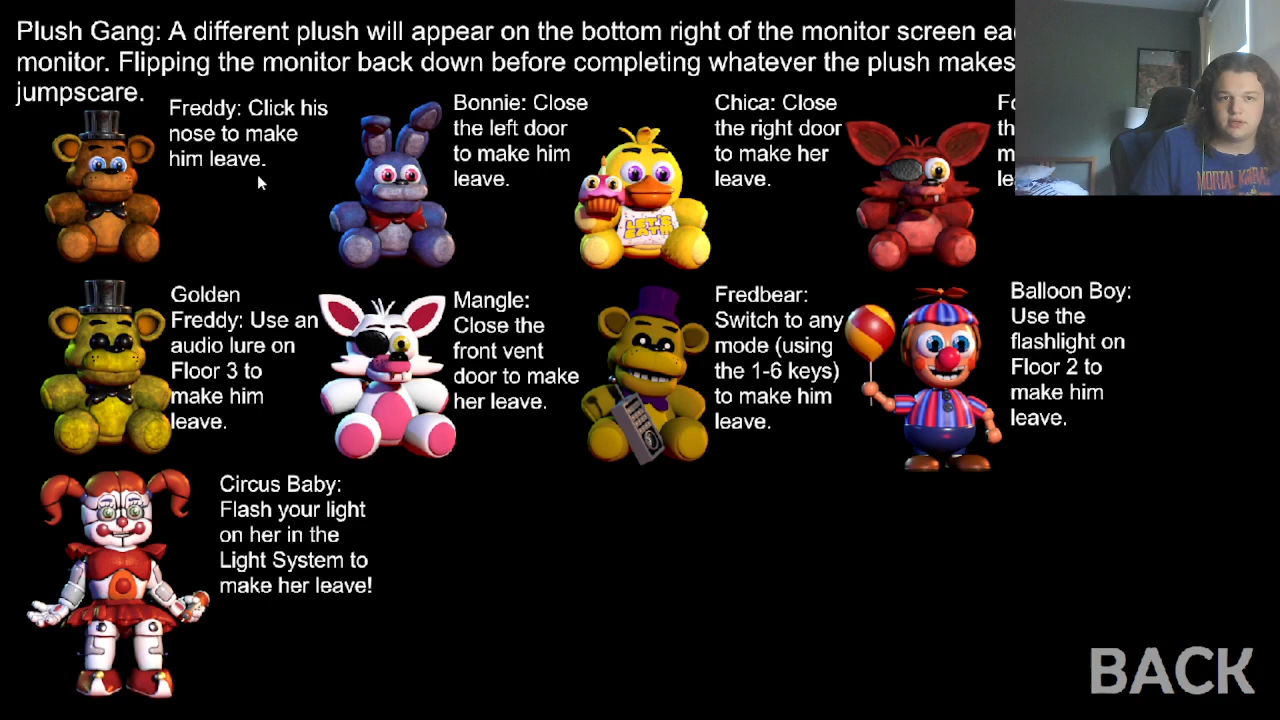 Plush Gang: A different plush will appear on the bottom right of the monitor screen
monitor. Flipping the monitor back down before completing whatever the plush makes
jumpscare.
Freddy: Click his
nose to make
him leave.
Bonnie: Close
the left door
to make him
leave.
Chica: Close
the right door
to make her
leave.
Golden
Freddy: Use an
audio lure on
Floor 3 to
make him
leave.
Mangle:
Close the
front vent
door to make
her leave.
Fredbear:
Switch to any
mode (using
the 1-6 keys)
to make him
leave.
Balloon Boy:
Use the
flashlight on
Floor 2 to
make him
leave.
Circus Baby:
Flash your light
on her in the
Light System to
make her leave!
LET'S
EAT!!!
BACK